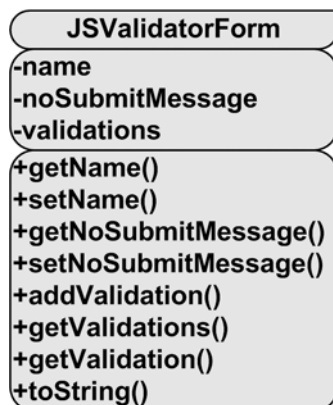 JSValidatorForm
-name
-noSubmitMessage
-validations
+getName()
+setName()
+getNoSubmitMessage()
+setNoSubmitMessage()
+addValidation()
+getValidations()
+getValidation()
+toString()